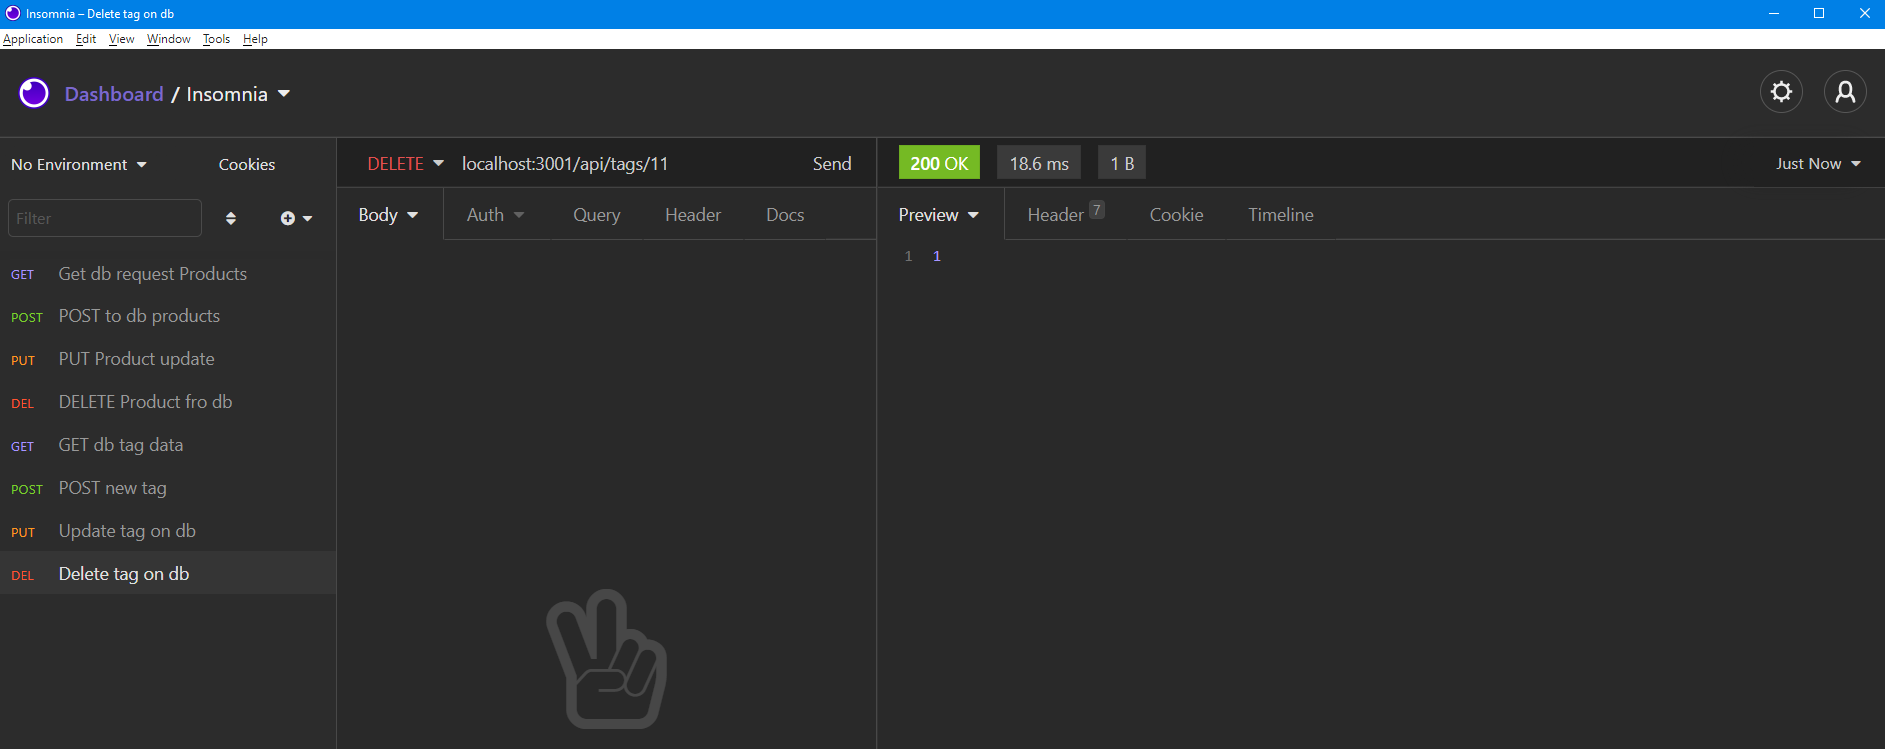 Insomnia – Delete tag on db
Application Edit View Window Tools Help
Dashboard / Insomnia
No Environment Cookies
DELETE localhost:3001/api/tags/11 Send
200 OK 18.6 ms 1 B Just Now
Filter
Body Auth Query Header Docs
Preview Header 7 Cookie Timeline
1 1
GET Get db request Products
POST POST to db products
PUT PUT Product update
DEL DELETE Product fro db
GET GET db tag data
POST POST new tag
PUT Update tag on db
DEL Delete tag on db